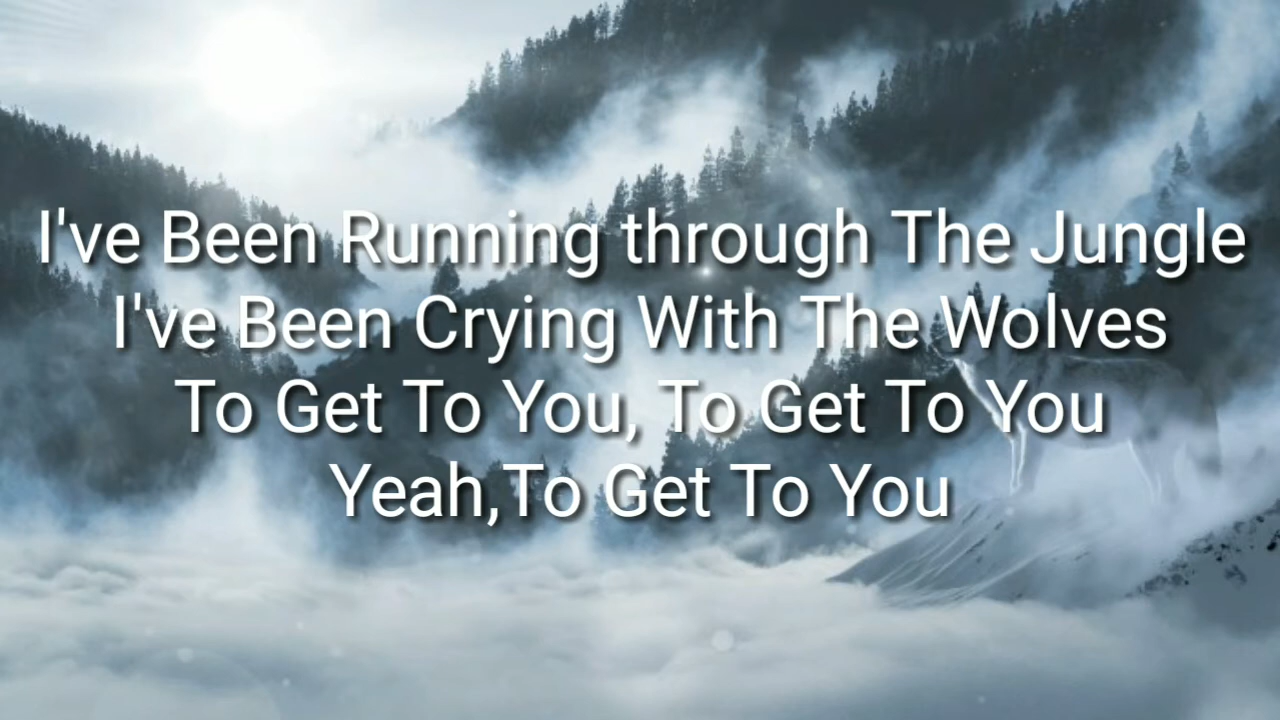 I've Been Running through The Jungle
I've Been Crying With The Wolves
To Get To You, To Get To You
Yeah,To Get To You